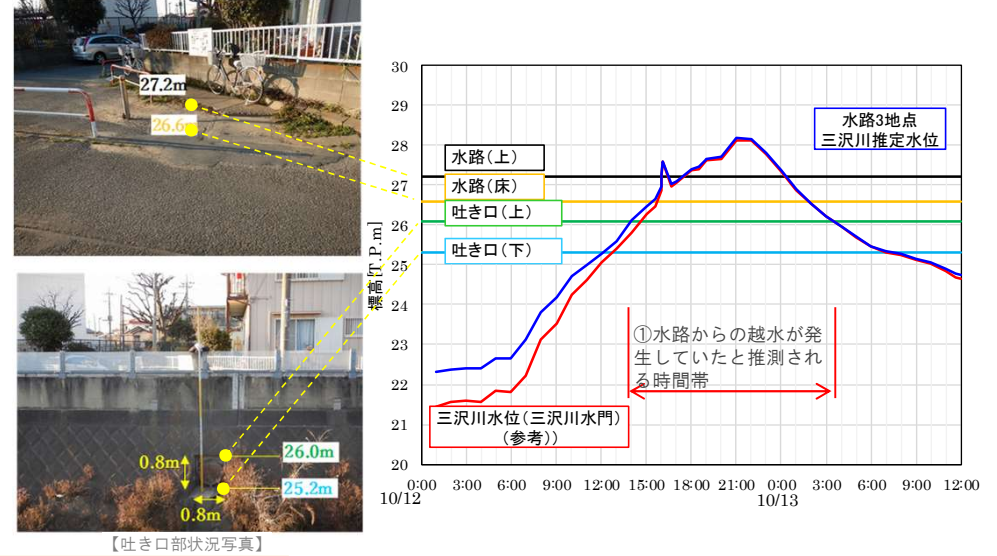 27.2m
26.6
0.8m
0.8m
26.0m
25.2m
【吐き口部状況写真】
標高[T.P.m]
30
29
28
27
26
25
24
23
22
21
20
水路3地点
三沢川推定水位
水路(上)
水路(床)
吐き口(上)
吐き口(下)
①水路からの越水が発
生していたと推測され
る時間帯
三沢川水位(三沢川水門)
(参考))
0:00 3:00 6:00 9:00 12:00 15:00 18:00 21:00 0:00 3:00 6:00 9:00 12:00
10/12 10/13